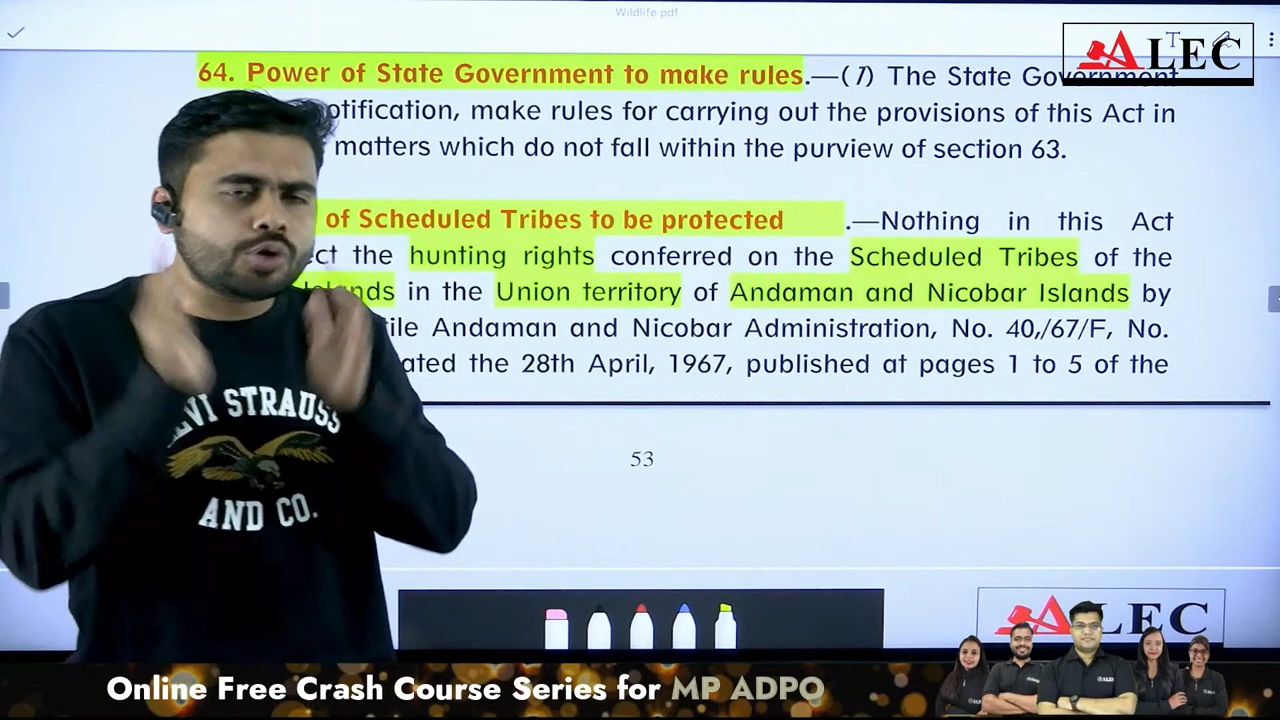 Wildlife.pdf
ALEC
64. Power of State Government to make rules.—(1) The State Government
otification, make rules for carrying out the provisions of this Act in
matters which do not fall within the purview of section 63.
of Scheduled Tribes to be protected .—Nothing in this Act
ect the hunting rights conferred on the Scheduled Tribes of the
Islands in the Union territory of Andaman and Nicobar Islands by
Andaman and Nicobar Administration, No. 40,/67/F, No.
ated the 28th April, 1967, published at pages 1 to 5 of the
53
LEVI STRAUSS
AND CO.
ALEC
Online Free Crash Course Series for MP ADPO